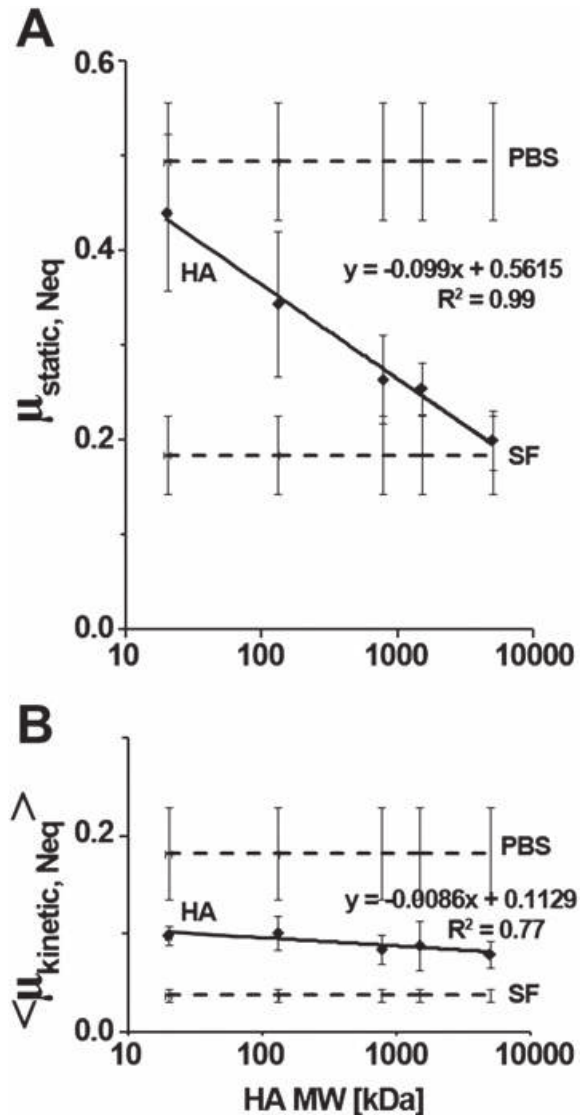 A
μstatic, Neq
0.6
0.4
0.2
0.0
PBS
HA
y = -0.099x + 0.5615
R² = 0.99
SF
10 100 1000 10000
B
<μkinetic, Neq>
0.2
0.0
PBS
HA
y = -0.0086x + 0.1129
R² = 0.77
SF
10 100 1000 10000
HA MW [kDa]